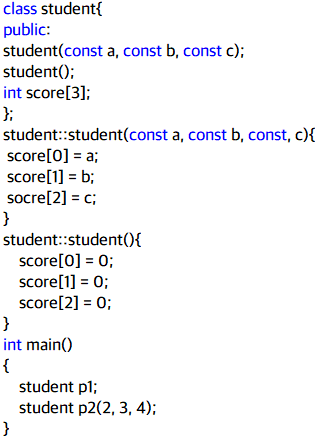 class student{
public:
student(const a, const b, const c);
student();
int score[3];
};
student::student(const a, const b, const, c){
score[0] = a;
score[1] = b;
socre[2] = c;
}
student::student(){
score[0] = 0;
score[1] = 0;
score[2] = 0;
}
int main()
{
student p1;
student p2(2, 3, 4);
}